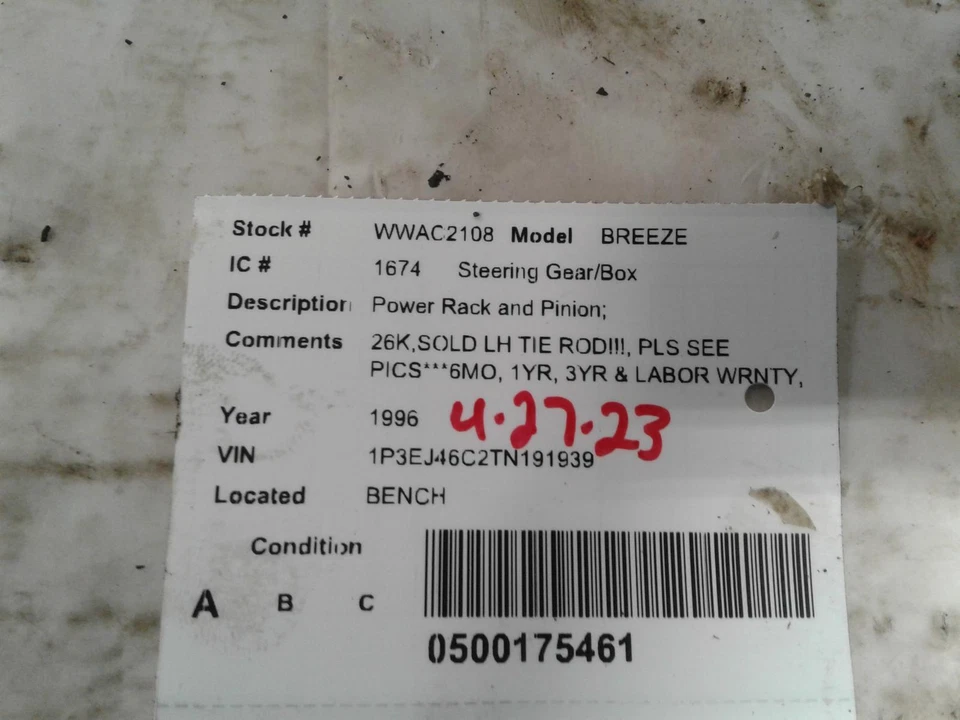 Stock # WWAC2108 Model BREEZE
IC # 1674 Steering Gear/Box
Description Power Rack and Pinion;
Comments 26K,SOLD LH TIE ROD!!!, PLS SEE
PICS***6MO, 1YR, 3YR & LABOR WRNTY,
Year 1996 4.27.23
VIN 1P3EJ46C2TN191939
Located BENCH
Condition
A B C
0500175461